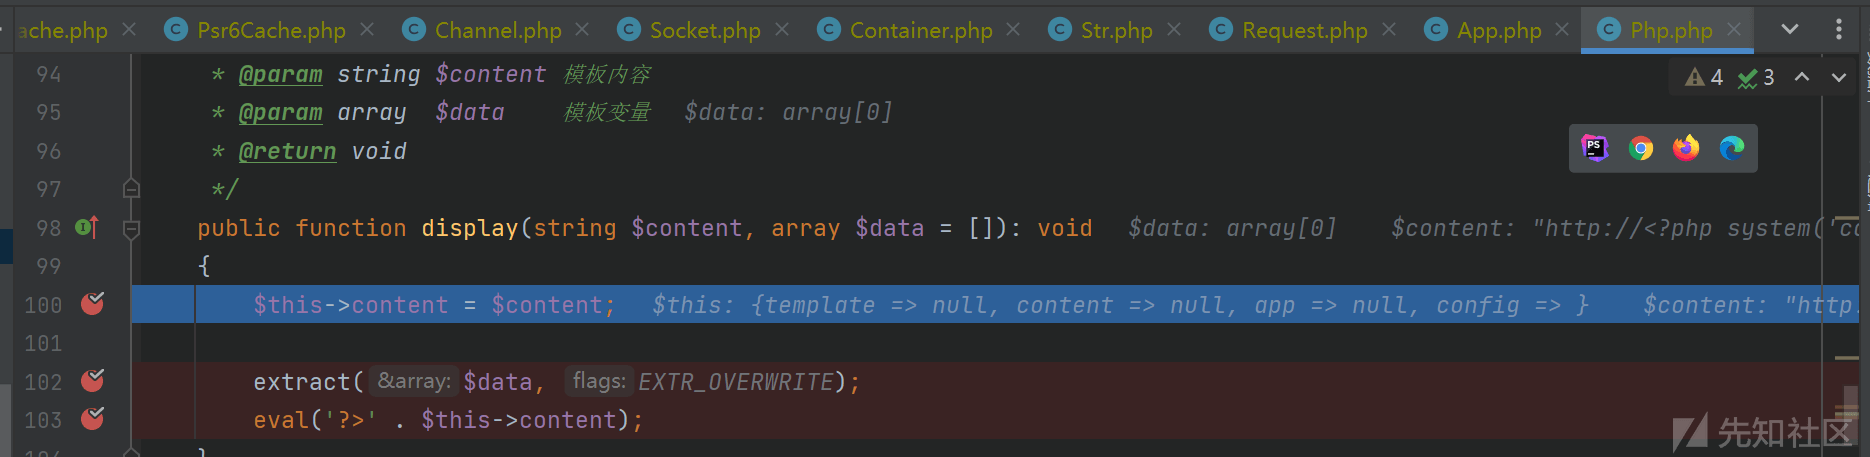 ache.php Psr6Cache.php Channel.php Socket.php Container.php Str.php Request.php App.php Php.php
94 * @param string $content 模板内容 4 3
95 * @param array $data 模板变量 $data: array[0]
96 * @return void
97 */
98 public function display(string $content, array $data = []): void $data: array[0] $content: "http://<?php system('
99 {
100 $this->content = $content; $this: {template => null, content => null, app => null, config => } $content: "http
101
102 extract(&array: $data, flags: EXTR_OVERWRITE);
103 eval('?>' . $this->content);
先知社区